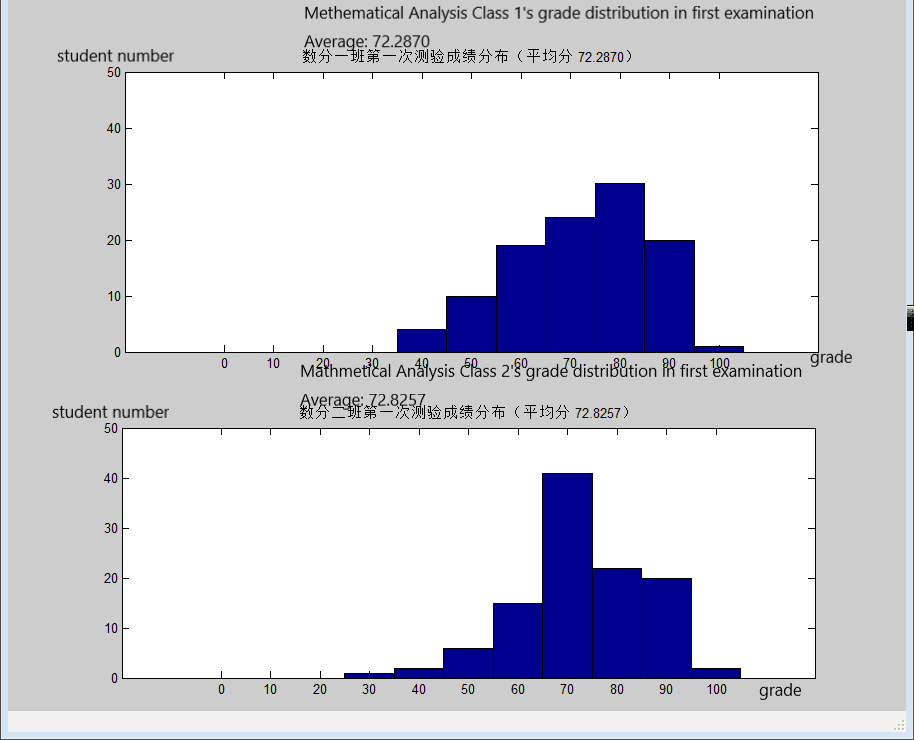 Methematical Analysis Class 1's grade distribution in first examination
Average: 72.2870
student number
数分一班第一次测验成绩分布（平均分 72.2870）
50
40
30
20
10
0
0 10 20 30 40 50 60 70 80 90 100
grade
Mathmetical Analysis Class 2's grade distribution in first examination
Average: 72.8257
student number
数分二班第一次测验成绩分布（平均分 72.8257）
50
40
30
20
10
0
0 10 20 30 40 50 60 70 80 90 100
grade